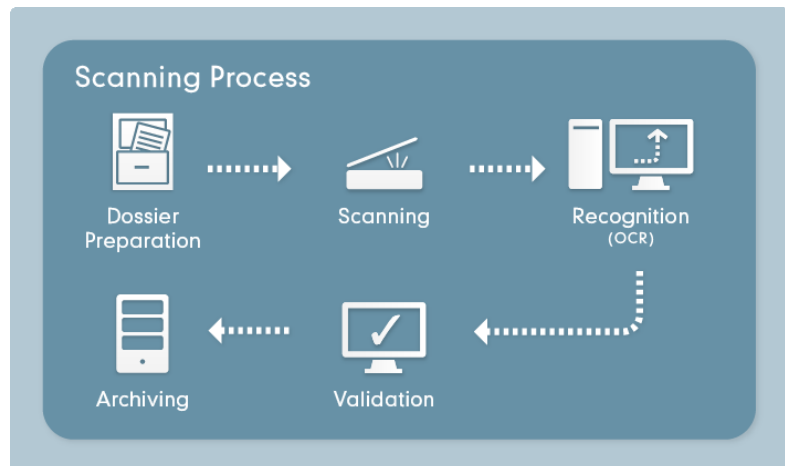 Scanning Process
Dossier
Preparation
Scanning
Recognition
(OCR)
Archiving
Validation